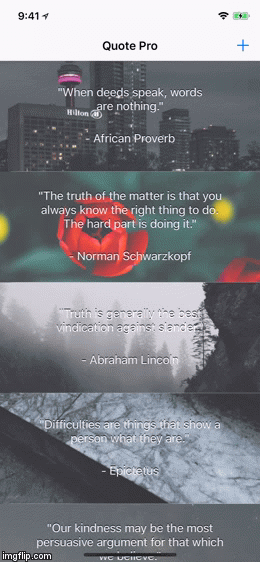 9:41
Quote Pro
+
"When deeds speak, words
are nothing."
Hilton
- African Proverb
"The truth of the matter is that you
always know the right thing to do.
The hard part is doing it."
- Norman Schwarzkopf
"Truth is generally the best
vindication against slander."
- Abraham Lincoln
"Difficulties are things that show a
person what they are."
- Epictetus
"Our kindness may be the most
persuasive argument for that which
we believe."
imgflip.com